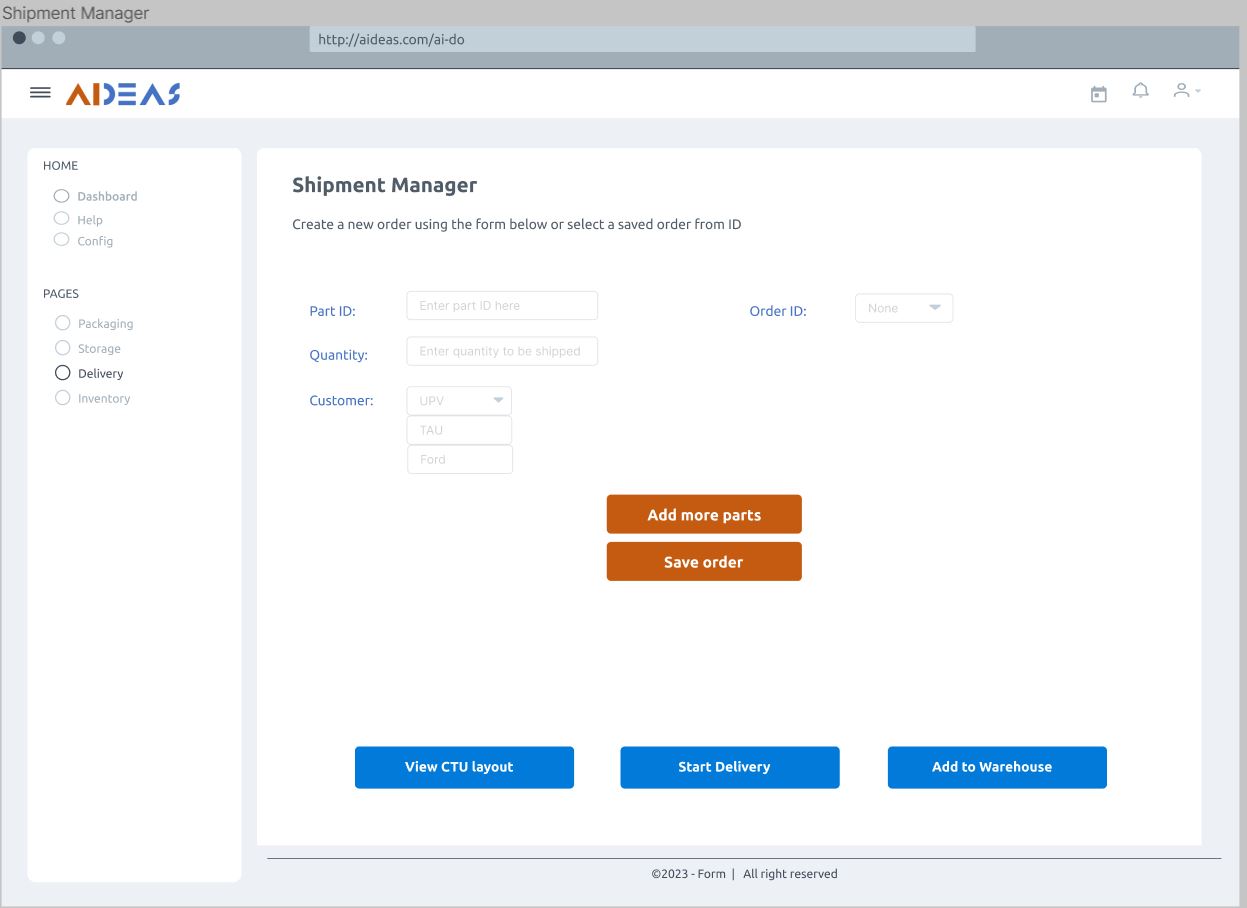 Shipment Manager
http://aideas.com/ai-do
AIDEAS
HOME
Dashboard
Help
Config
PAGES
Packaging
Storage
Delivery
Inventory
Shipment Manager
Create a new order using the form below or select a saved order from ID
Part ID: Enter part ID here
Order ID: None
Quantity: Enter quantity to be shipped
Customer: UPV
TAU
Ford
Add more parts
Save order
View CTU layout Start Delivery Add to Warehouse
©2023 - Form | All right reserved